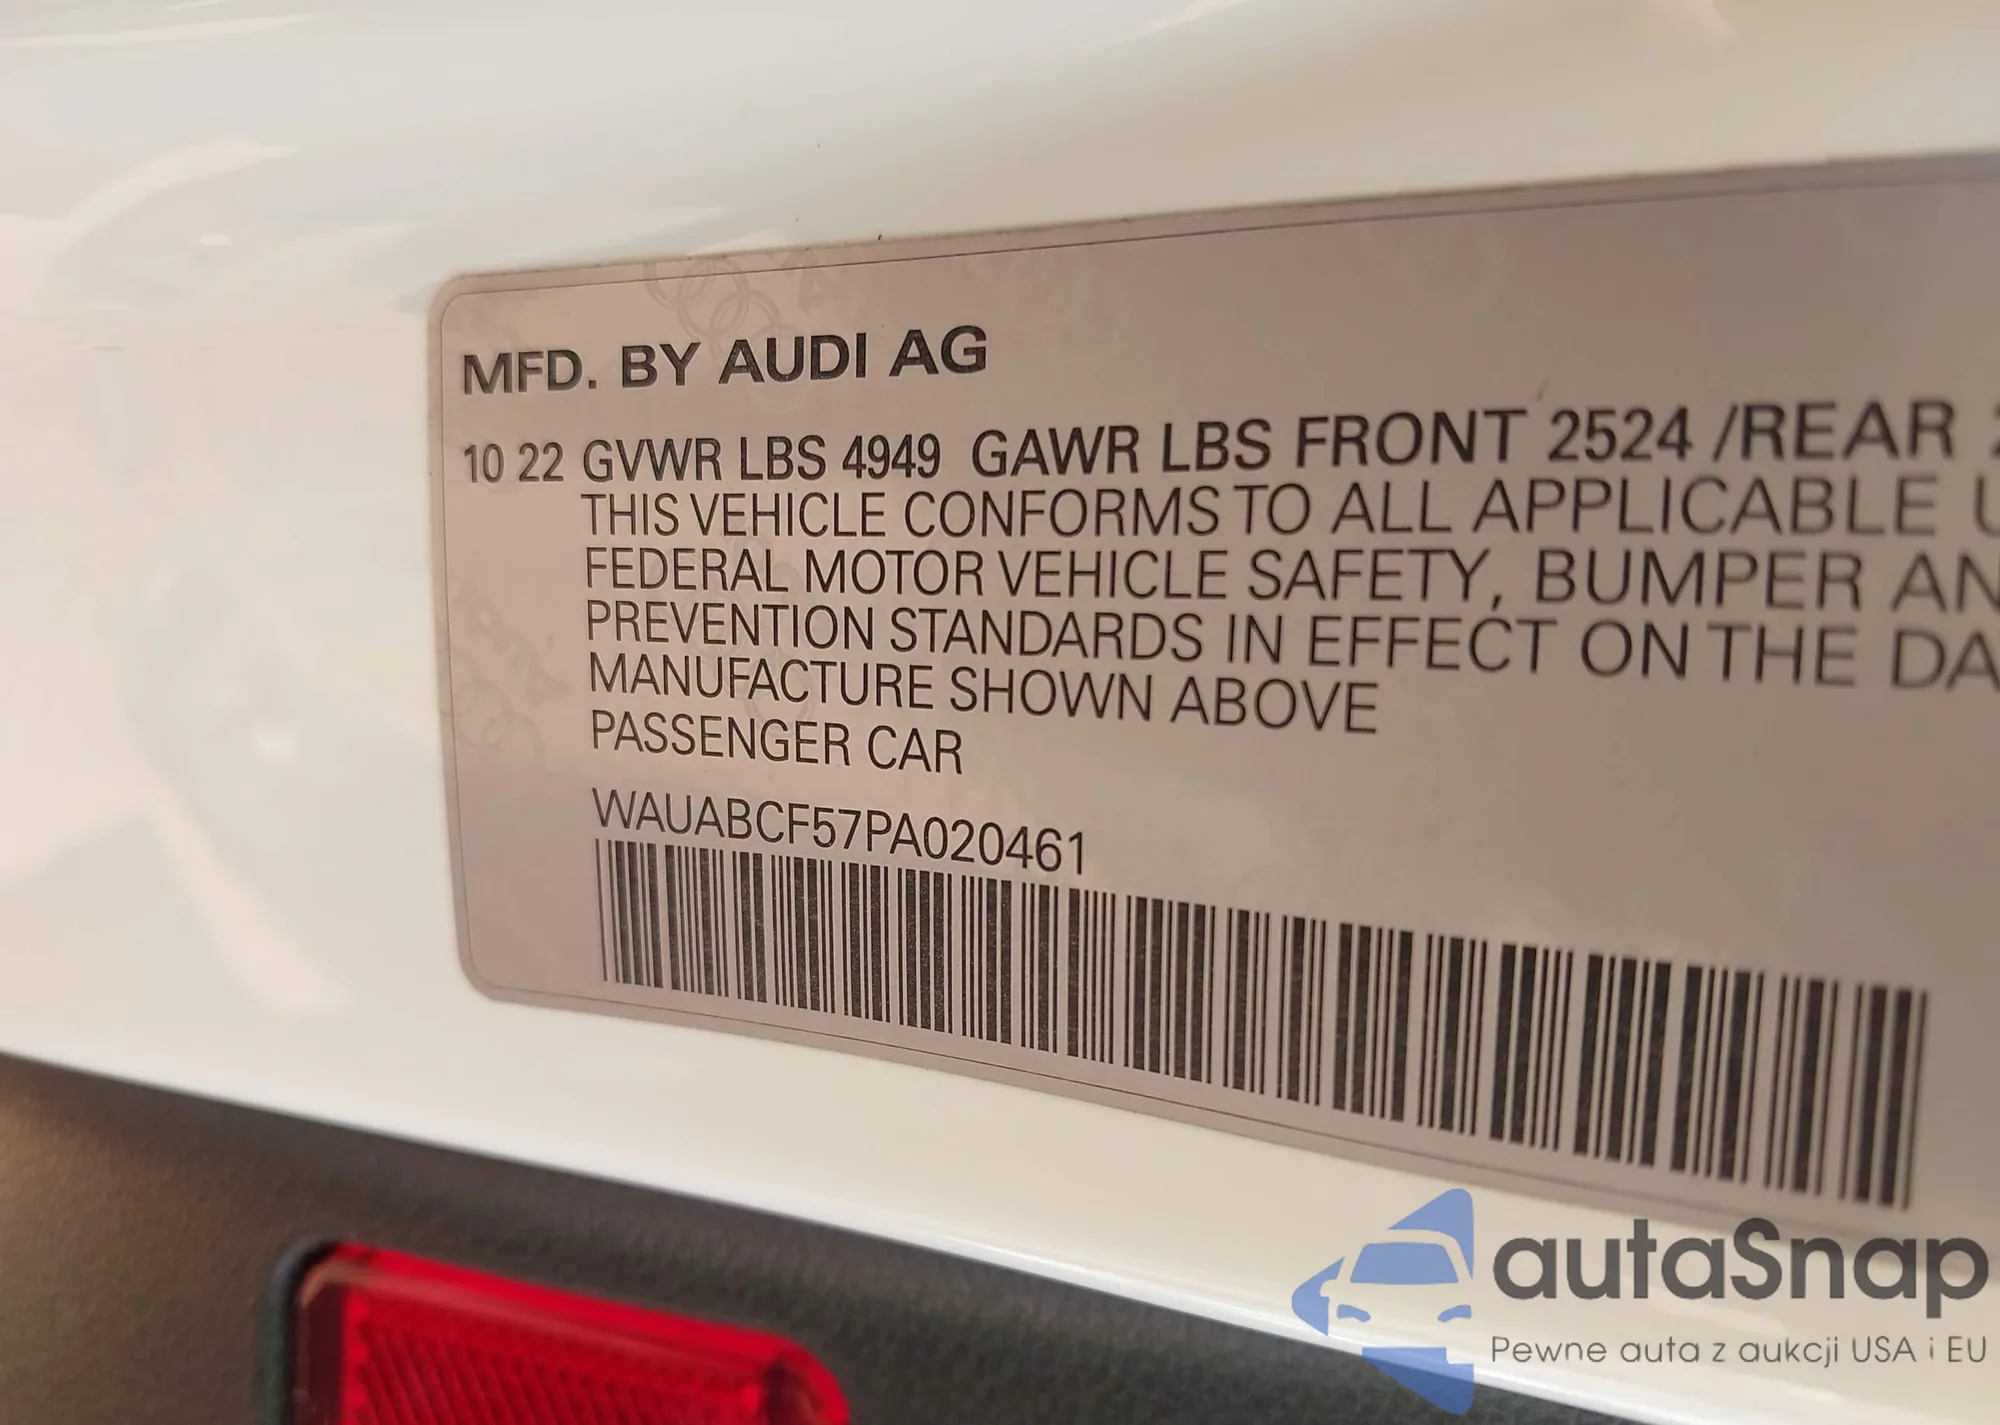 MFD. BY AUDI AG
10 22 GVWR LBS 4949 GAWR LBS FRONT 2524 /REAR
THIS VEHICLE CONFORMS TO ALL APPLICABLE
FEDERAL MOTOR VEHICLE SAFETY, BUMPER AN
PREVENTION STANDARDS IN EFFECT ON THE DA
MANUFACTURE SHOWN ABOVE
PASSENGER CAR
WAUABCF57PA020461
autaSnap
Pewne auta z aukcji USA i EU